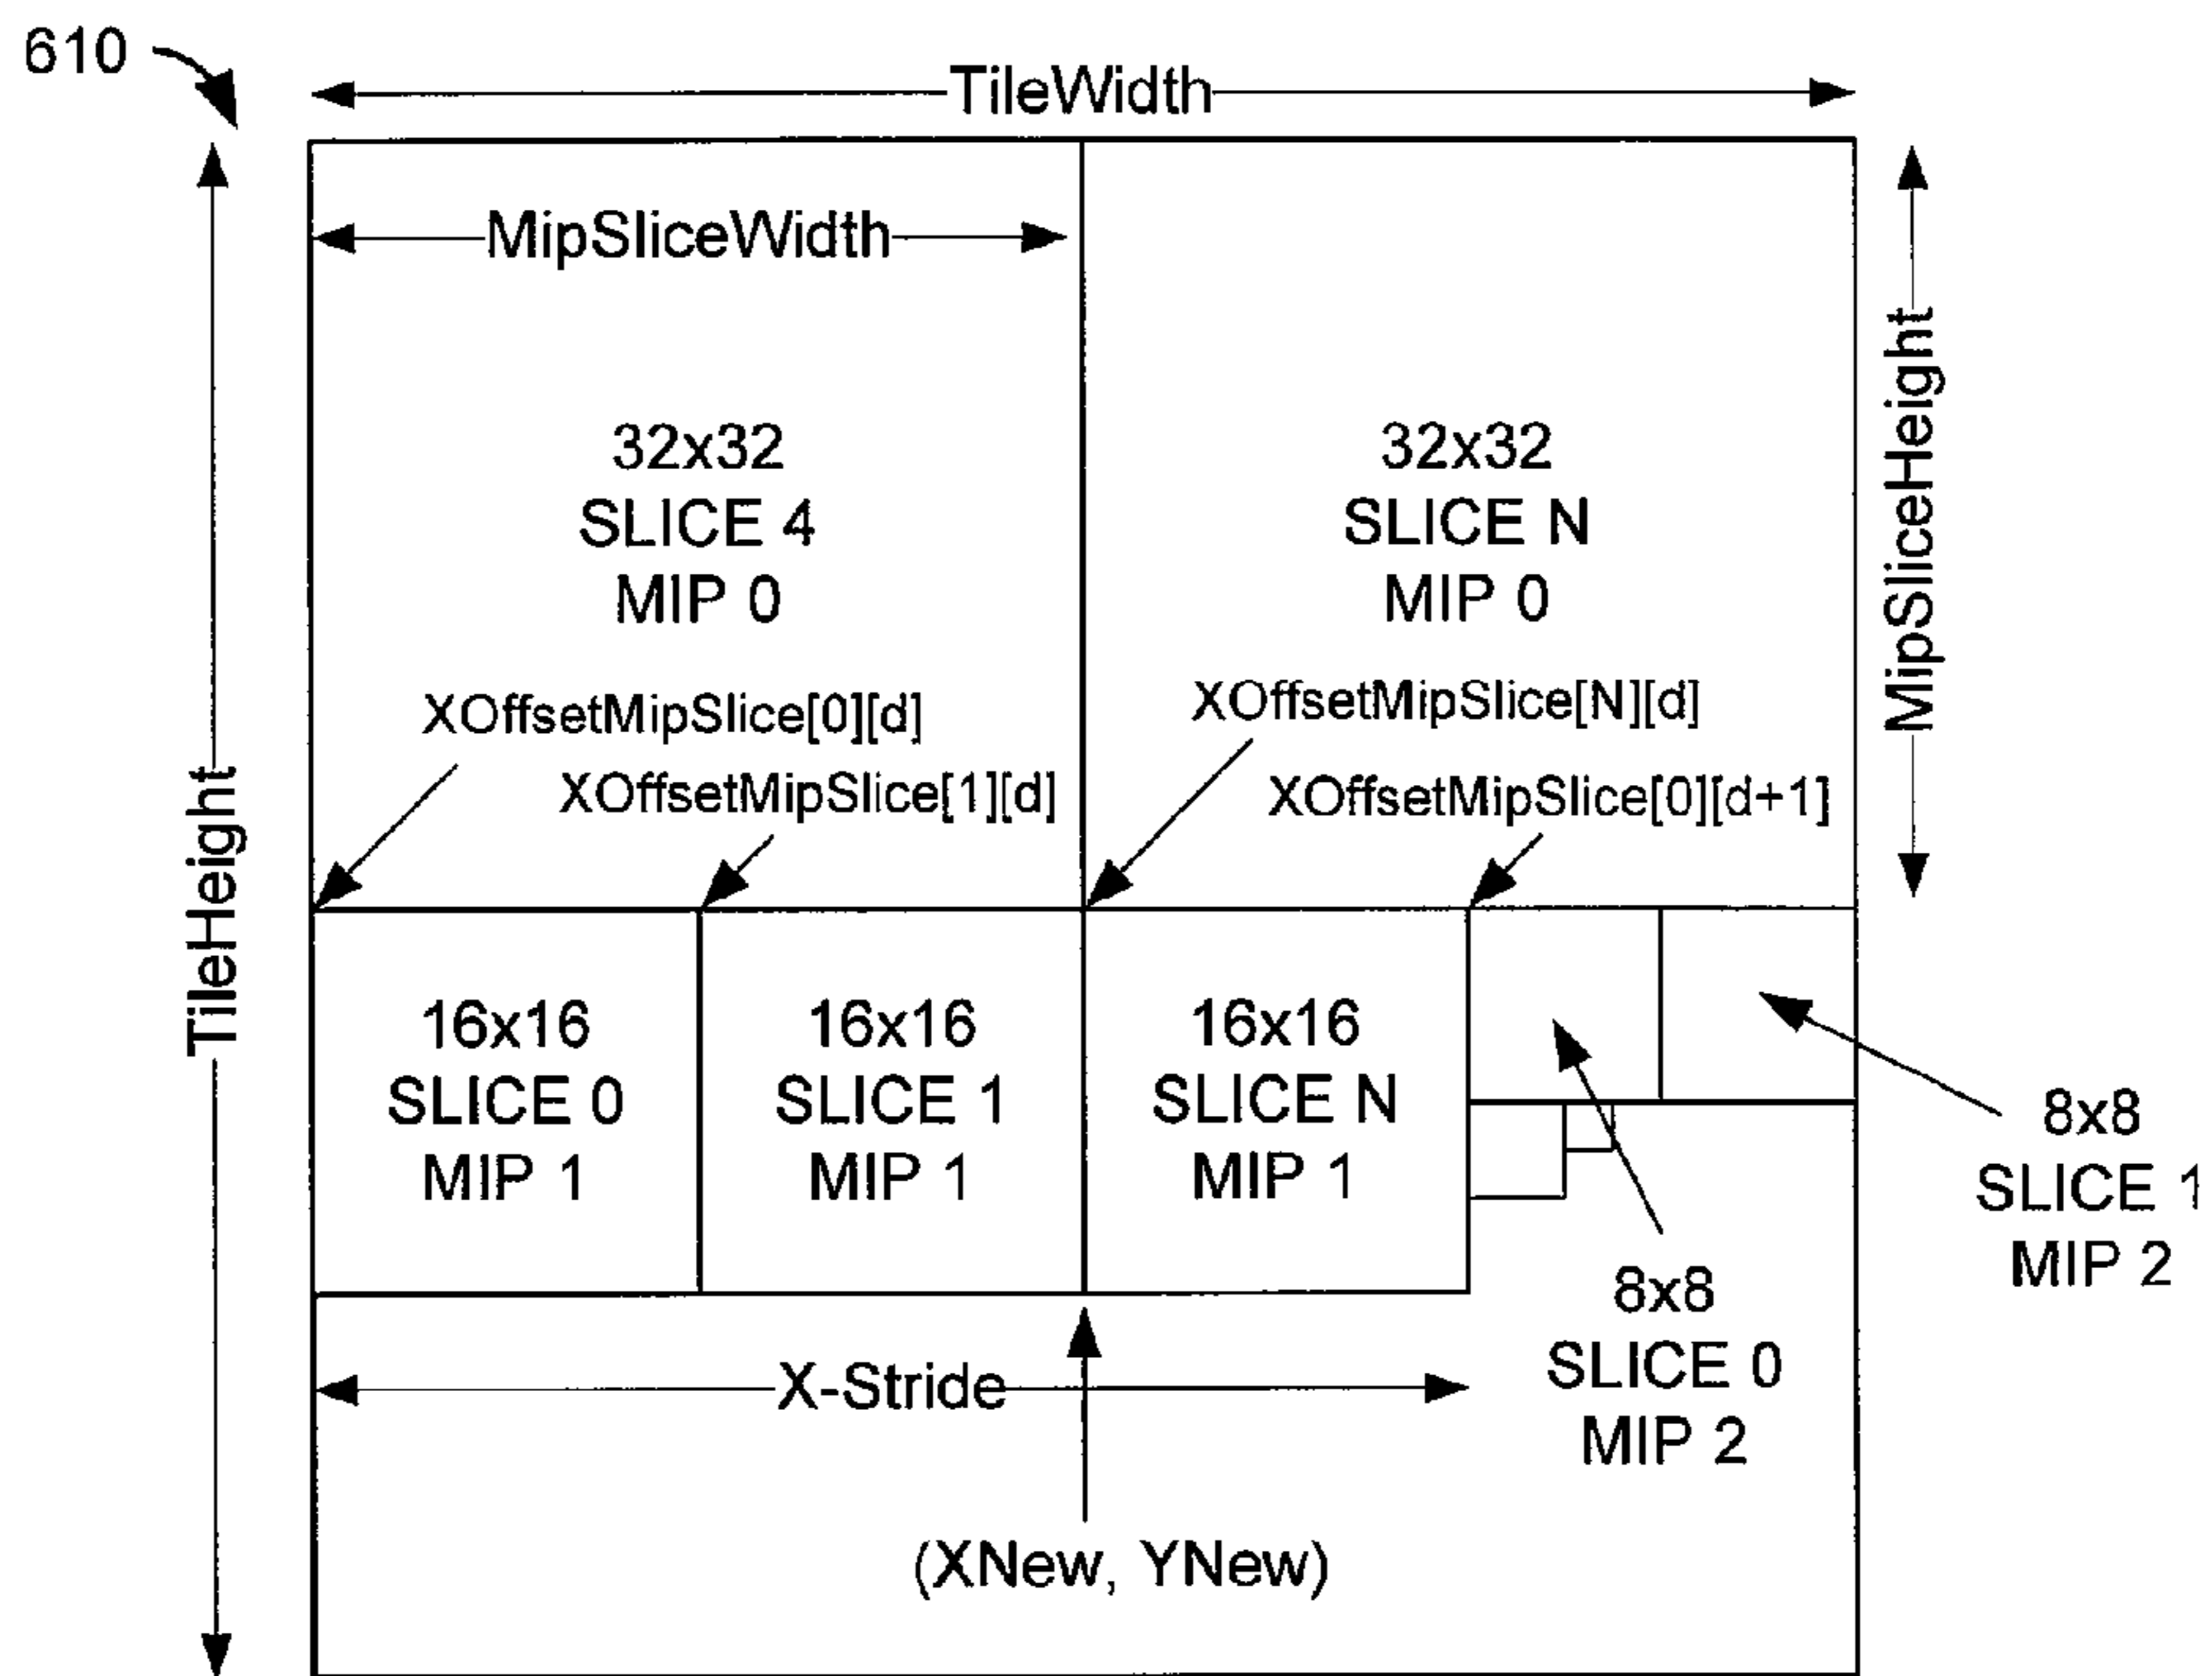 610
TileWidth
MipSliceWidth
MipSliceHeight
32x32
SLICE 4
MIP 0
32x32
SLICE N
MIP 0
XOffsetMipSlice[0][d]
XOffsetMipSlice[1][d]
XOffsetMipSlice[N][d]
XOffsetMipSlice[0][d+1]
TileHeight
16x16
SLICE 0
MIP 1
16x16
SLICE 1
MIP 1
16x16
SLICE N
MIP 1
8x8
SLICE 1
MIP 2
8x8
SLICE 0
MIP 2
X-Stride
(XNew, YNew)